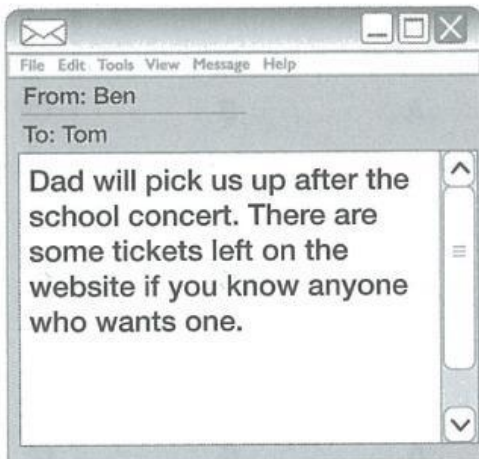 File Edit Tools View Message Help
From: Ben
To: Tom
Dad will pick us up after the
school concert. There are
some tickets left on the
website if you know anyone
who wants one.